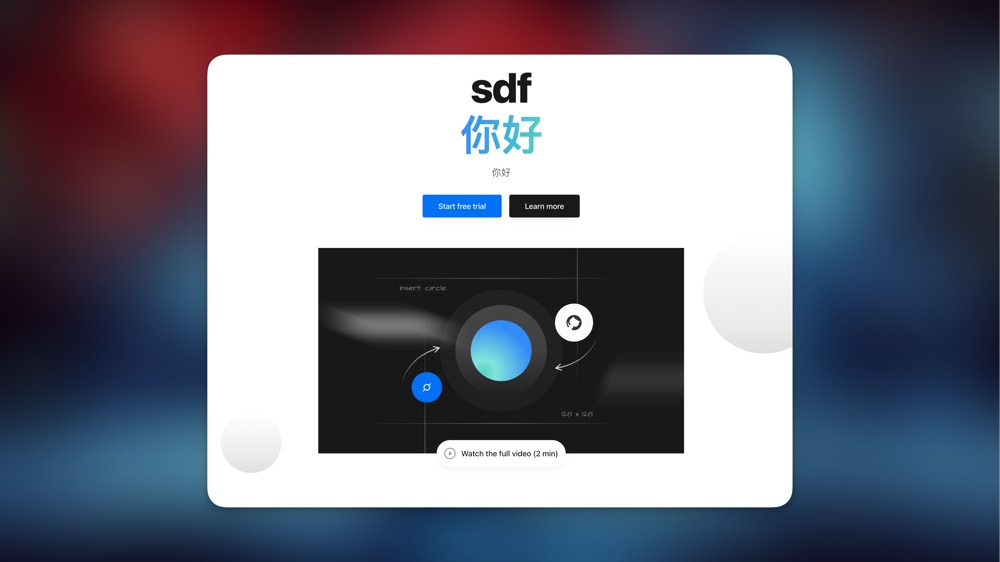 sdf
你好
你好
Start free trial
Learn more
insert: circle
128 x 128
Watch the full video (2 min)